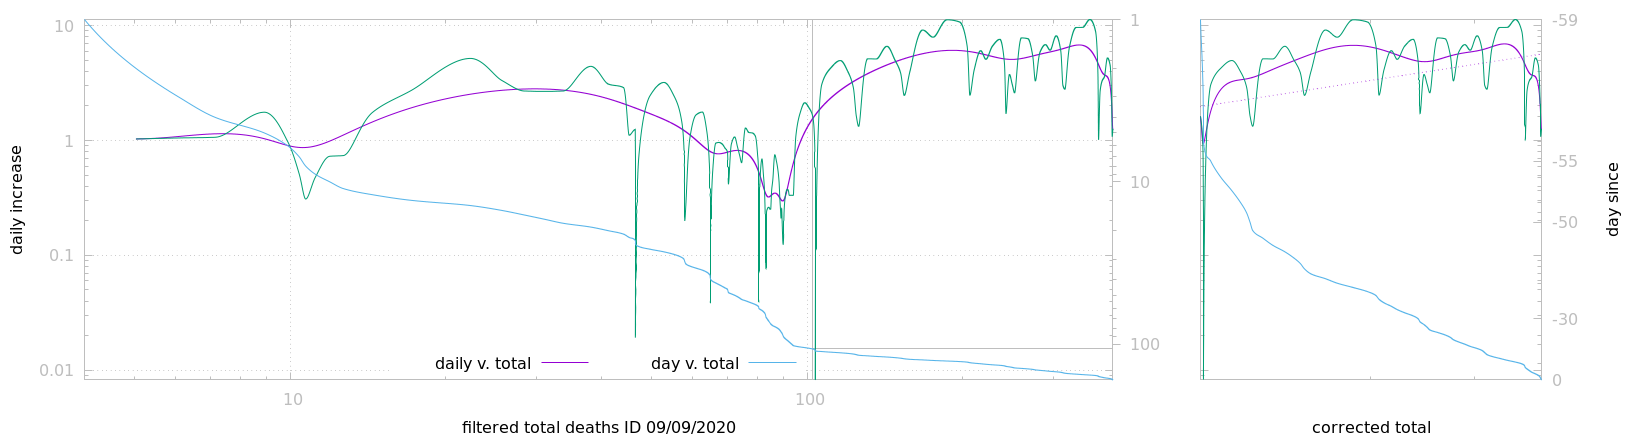 10
1
0.1
0.01
daily increase
10
100
filtered total deaths ID 09/09/2020
daily v. total
day v. total
1
10
100
-59
-55
-50
-30
0
day since
corrected total